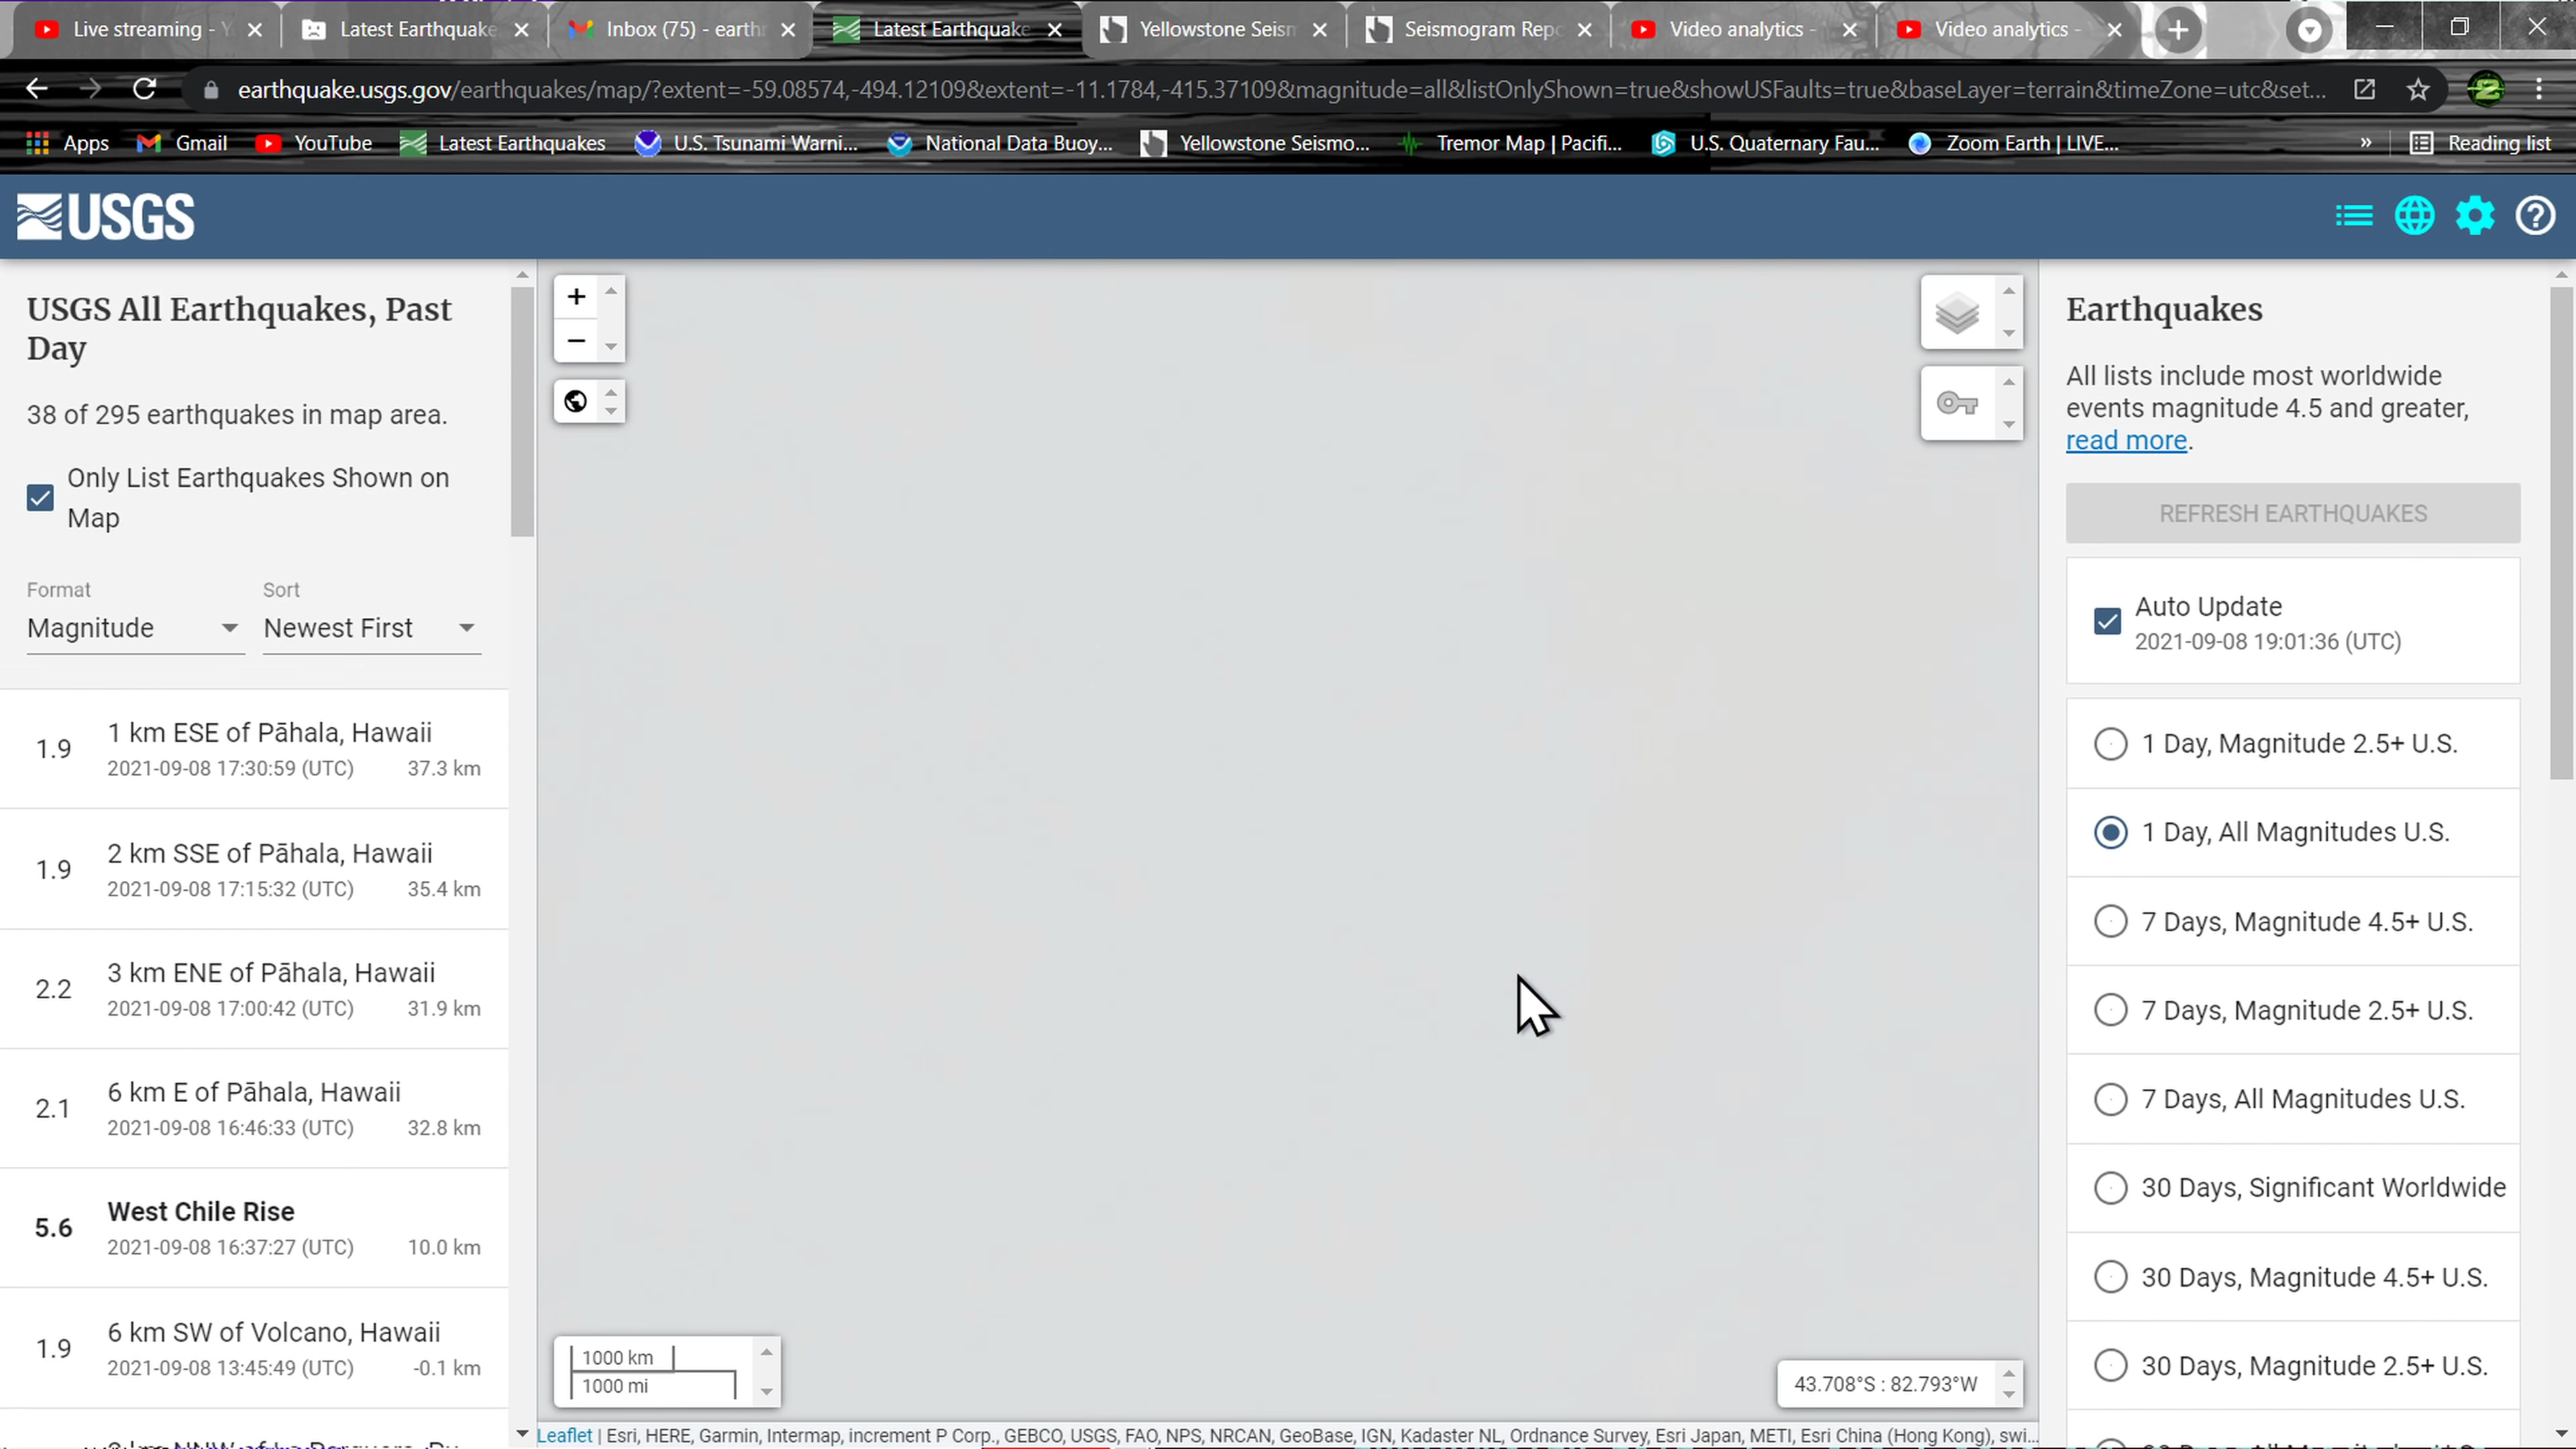 Live streaming - Y
Latest Earthquake
Inbox (75) - earthr
Latest Earthquake
Yellowstone Seism
Seismogram Repo
Video analytics -
Video analytics -
earthquake.usgs.gov/earthquakes/map/?extent=-59.08574,-494.12109&extent=-11.1784,-415.37109&magnitude=all&listOnlyShown=true&showUSFaults=true&baseLayer=terrain&timeZone=utc&set...
Apps
Gmail
YouTube
Latest Earthquakes
U.S. Tsunami Warni...
National Data Buoy...
Yellowstone Seismo...
Tremor Map | Pacifi...
U.S. Quaternary Fau...
Zoom Earth | LIVE...
»
Reading list
USGS
USGS All Earthquakes, Past
Day
38 of 295 earthquakes in map area.
Only List Earthquakes Shown on
Map
Format
Sort
Magnitude
Newest First
1.9
1 km ESE of Pāhala, Hawaii
2021-09-08 17:30:59 (UTC) 37.3 km
1.9
2 km SSE of Pāhala, Hawaii
2021-09-08 17:15:32 (UTC) 35.4 km
2.2
3 km ENE of Pāhala, Hawaii
2021-09-08 17:00:42 (UTC) 31.9 km
2.1
6 km E of Pāhala, Hawaii
2021-09-08 16:46:33 (UTC) 32.8 km
5.6
West Chile Rise
2021-09-08 16:37:27 (UTC) 10.0 km
1.9
6 km SW of Volcano, Hawaii
2021-09-08 13:45:49 (UTC) -0.1 km
+
−
1000 km
1000 mi
43.708°S : 82.793°W
Leaflet | Esri, HERE, Garmin, Intermap, increment P Corp., GEBCO, USGS, FAO, NPS, NRCAN, GeoBase, IGN, Kadaster NL, Ordnance Survey, Esri Japan, METI, Esri China (Hong Kong), swi...
Earthquakes
All lists include most worldwide
events magnitude 4.5 and greater,
read more.
REFRESH EARTHQUAKES
Auto Update
2021-09-08 19:01:36 (UTC)
1 Day, Magnitude 2.5+ U.S.
1 Day, All Magnitudes U.S.
7 Days, Magnitude 4.5+ U.S.
7 Days, Magnitude 2.5+ U.S.
7 Days, All Magnitudes U.S.
30 Days, Significant Worldwide
30 Days, Magnitude 4.5+ U.S.
30 Days, Magnitude 2.5+ U.S.